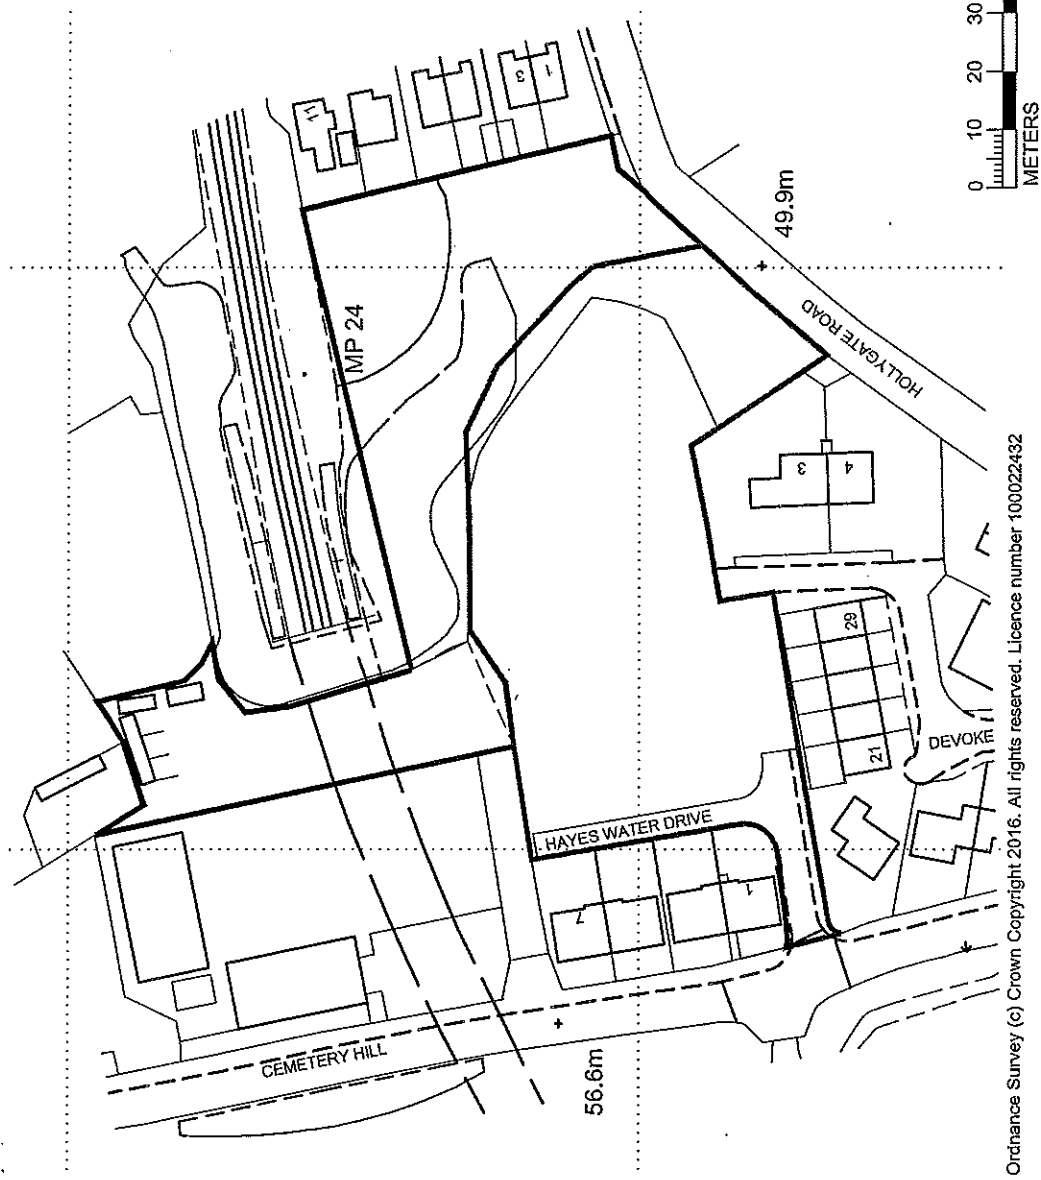 11
3
1
MP 24
49.9m
HOLLYGATE ROAD
0 10 20 30
METERS
3
4
29
21
DEVOKE
HAYES WATER DRIVE
7
1
CEMETERY HILL
56.6m
Ordnance Survey (c) Crown Copyright 2016. All rights reserved. Licence number 100022432